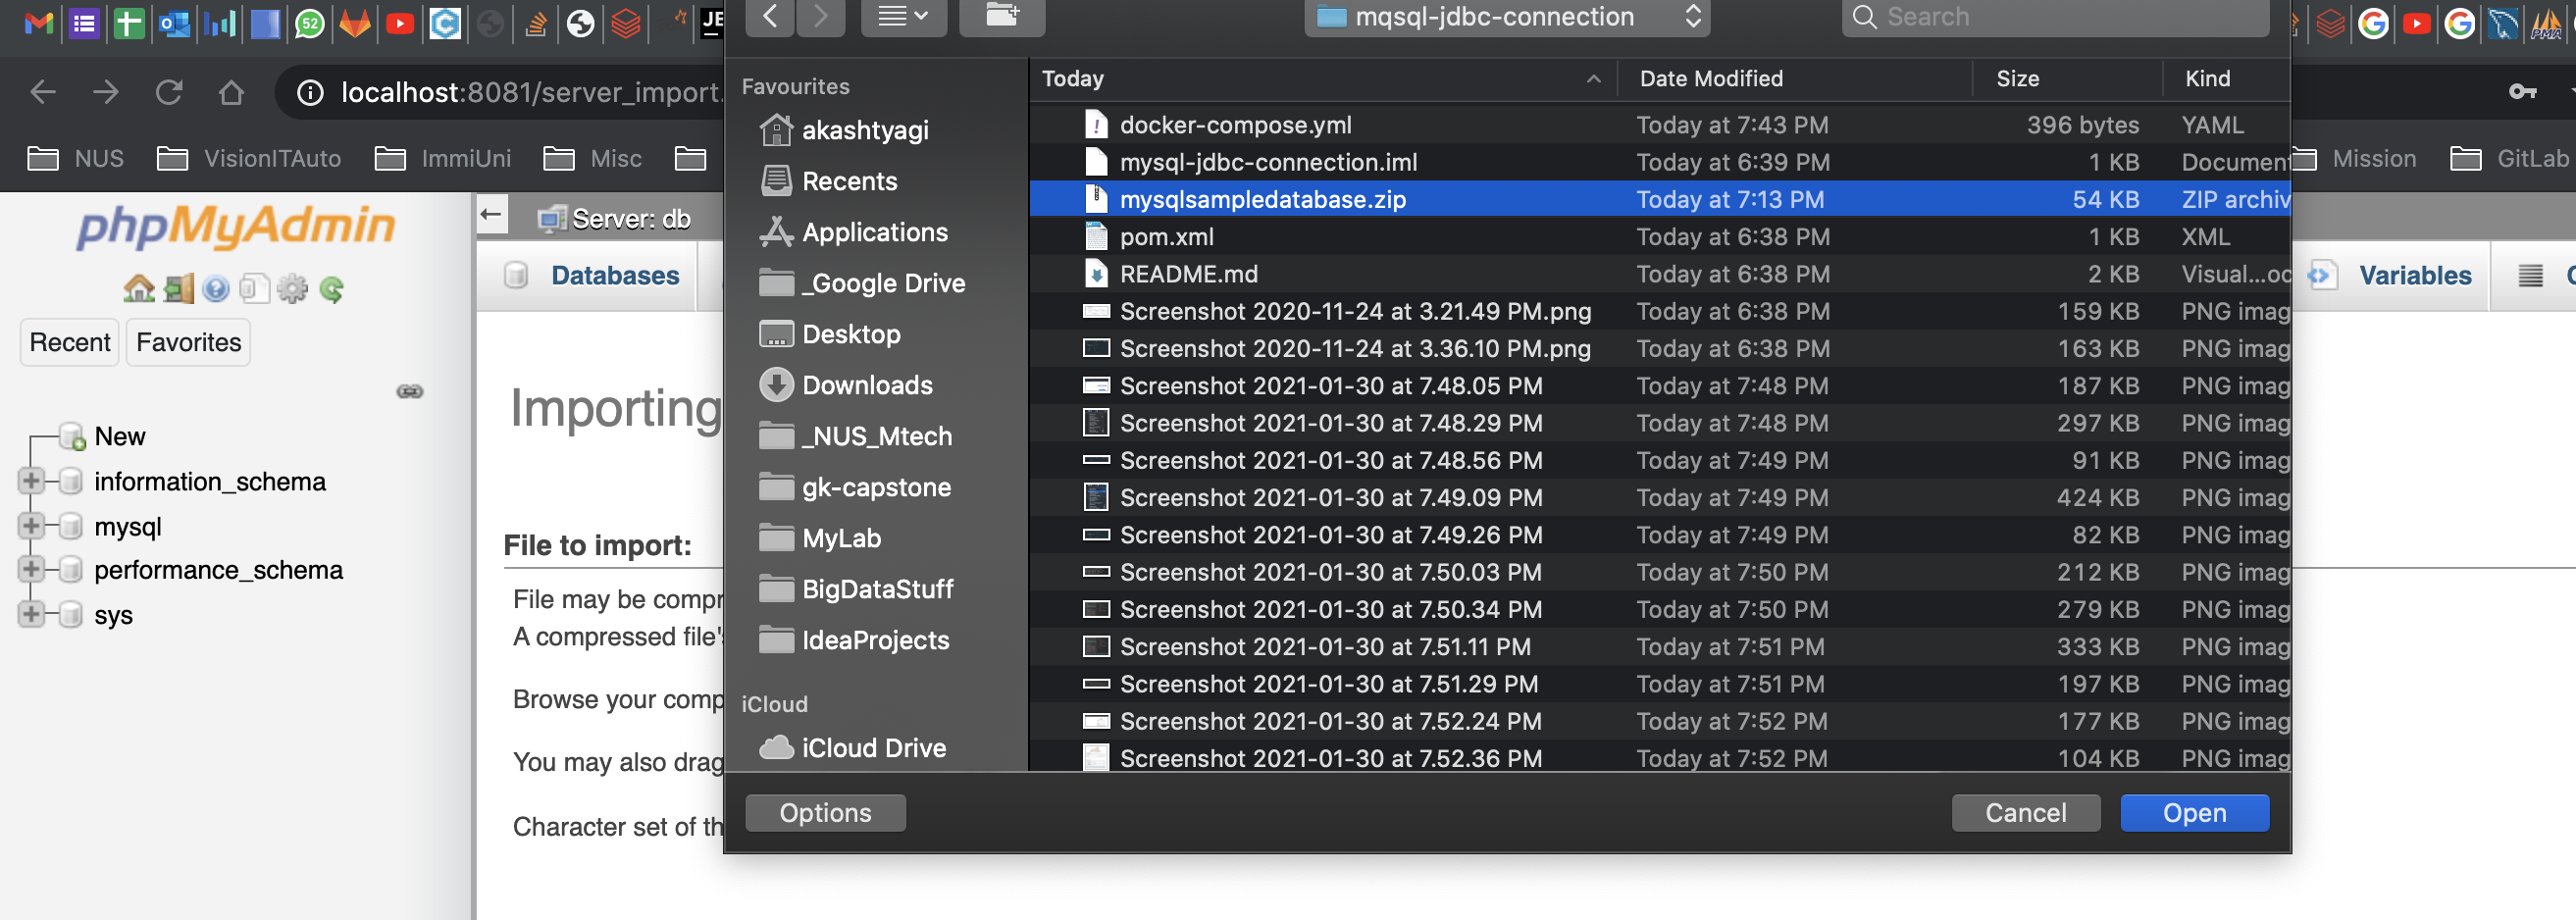 52
JE
PMA
mqsql-jdbc-connection
Search
localhost:8081/server_import.
NUS
VisionITAuto
ImmiUni
Misc
Mission
GitLab
phpMyAdmin
Recent
Favorites
New
information_schema
mysql
performance_schema
sys
Server: db
Databases
Variables
Importing
File to import:
File may be compr
A compressed file's
Browse your comp
You may also drag
Character set of th
Favourites
akashtyagi
Recents
Applications
_Google Drive
Desktop
Downloads
_NUS_Mtech
gk-capstone
MyLab
BigDataStuff
IdeaProjects
iCloud
iCloud Drive
Today Date Modified Size Kind
docker-compose.yml Today at 7:43 PM 396 bytes YAML
mysql-jdbc-connection.iml Today at 6:39 PM 1 KB Document
mysqlsampledatabase.zip Today at 7:13 PM 54 KB ZIP archiv
pom.xml Today at 6:38 PM 1 KB XML
README.md Today at 6:38 PM 2 KB Visual...oc
Screenshot 2020-11-24 at 3.21.49 PM.png Today at 6:38 PM 159 KB PNG imag
Screenshot 2020-11-24 at 3.36.10 PM.png Today at 6:38 PM 163 KB PNG imag
Screenshot 2021-01-30 at 7.48.05 PM Today at 7:48 PM 187 KB PNG imag
Screenshot 2021-01-30 at 7.48.29 PM Today at 7:48 PM 297 KB PNG imag
Screenshot 2021-01-30 at 7.48.56 PM Today at 7:49 PM 91 KB PNG imag
Screenshot 2021-01-30 at 7.49.09 PM Today at 7:49 PM 424 KB PNG imag
Screenshot 2021-01-30 at 7.49.26 PM Today at 7:49 PM 82 KB PNG imag
Screenshot 2021-01-30 at 7.50.03 PM Today at 7:50 PM 212 KB PNG imag
Screenshot 2021-01-30 at 7.50.34 PM Today at 7:50 PM 279 KB PNG imag
Screenshot 2021-01-30 at 7.51.11 PM Today at 7:51 PM 333 KB PNG imag
Screenshot 2021-01-30 at 7.51.29 PM Today at 7:51 PM 197 KB PNG imag
Screenshot 2021-01-30 at 7.52.24 PM Today at 7:52 PM 177 KB PNG imag
Screenshot 2021-01-30 at 7.52.36 PM Today at 7:52 PM 104 KB PNG imag
Options
Cancel
Open